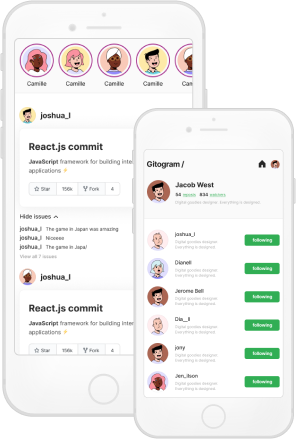 Camille
Camille
Camille
Camille
joshua_l
React.js commit
JavaScript framework for building inte
applications ⚡
Star 156k Fork 4
Hide issues
joshua_l The game in Japan was amazing
joshua_l Niceeee
joshua_l The game in Japa!
View all 7 issues
joshua_l
React.js commit
JavaScript framework for building inter
applications ⚡
Star 156k Fork 4
Gitogram /
Jacob West
54 834
Digital goodies designer. Everything is designed.
joshua_l
Digital goodies designer.
Everything is designed.
following
Dianell
Digital goodies designer.
Everything is designed.
following
Jerome Bell
Digital goodies designer.
Everything is designed.
following
Dia__ll
Digital goodies designer.
Everything is designed.
following
jony
Digital goodies designer.
Everything is designed.
following
Jen_ilson
Digital goodies designer.
Everything is designed.
following